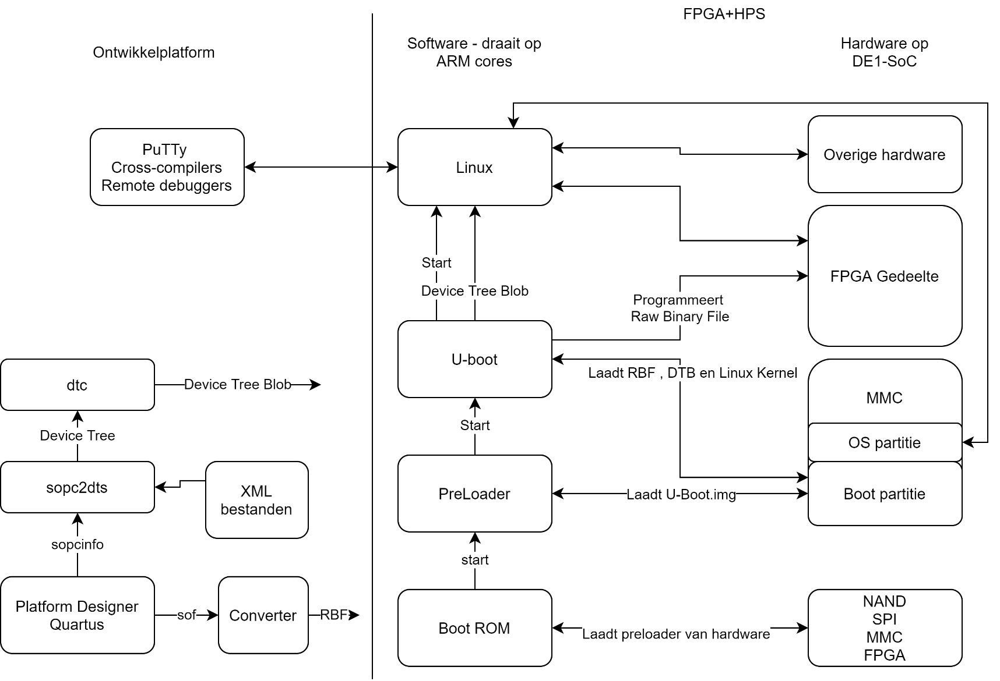 FPGA+HPS
Ontwikkelplatform
Software - draait op
ARM cores
Hardware op
DE1-SoC
PuTTy
Cross-compilers
Remote debuggers
Linux
Overige hardware
Start
Device Tree Blob
FPGA Gedeelte
Programmeert
Raw Binary File
U-boot
Laadt RBF , DTB en Linux Kernel
dtc
Device Tree Blob
MMC
Device Tree
Start
OS partitie
sopc2dts
XML
bestanden
PreLoader
Laadt U-Boot.img
Boot partitie
sopcinfo
start
Platform Designer
Quartus
sof
Converter
RBF
Boot ROM
Laadt preloader van hardware
NAND
SPI
MMC
FPGA